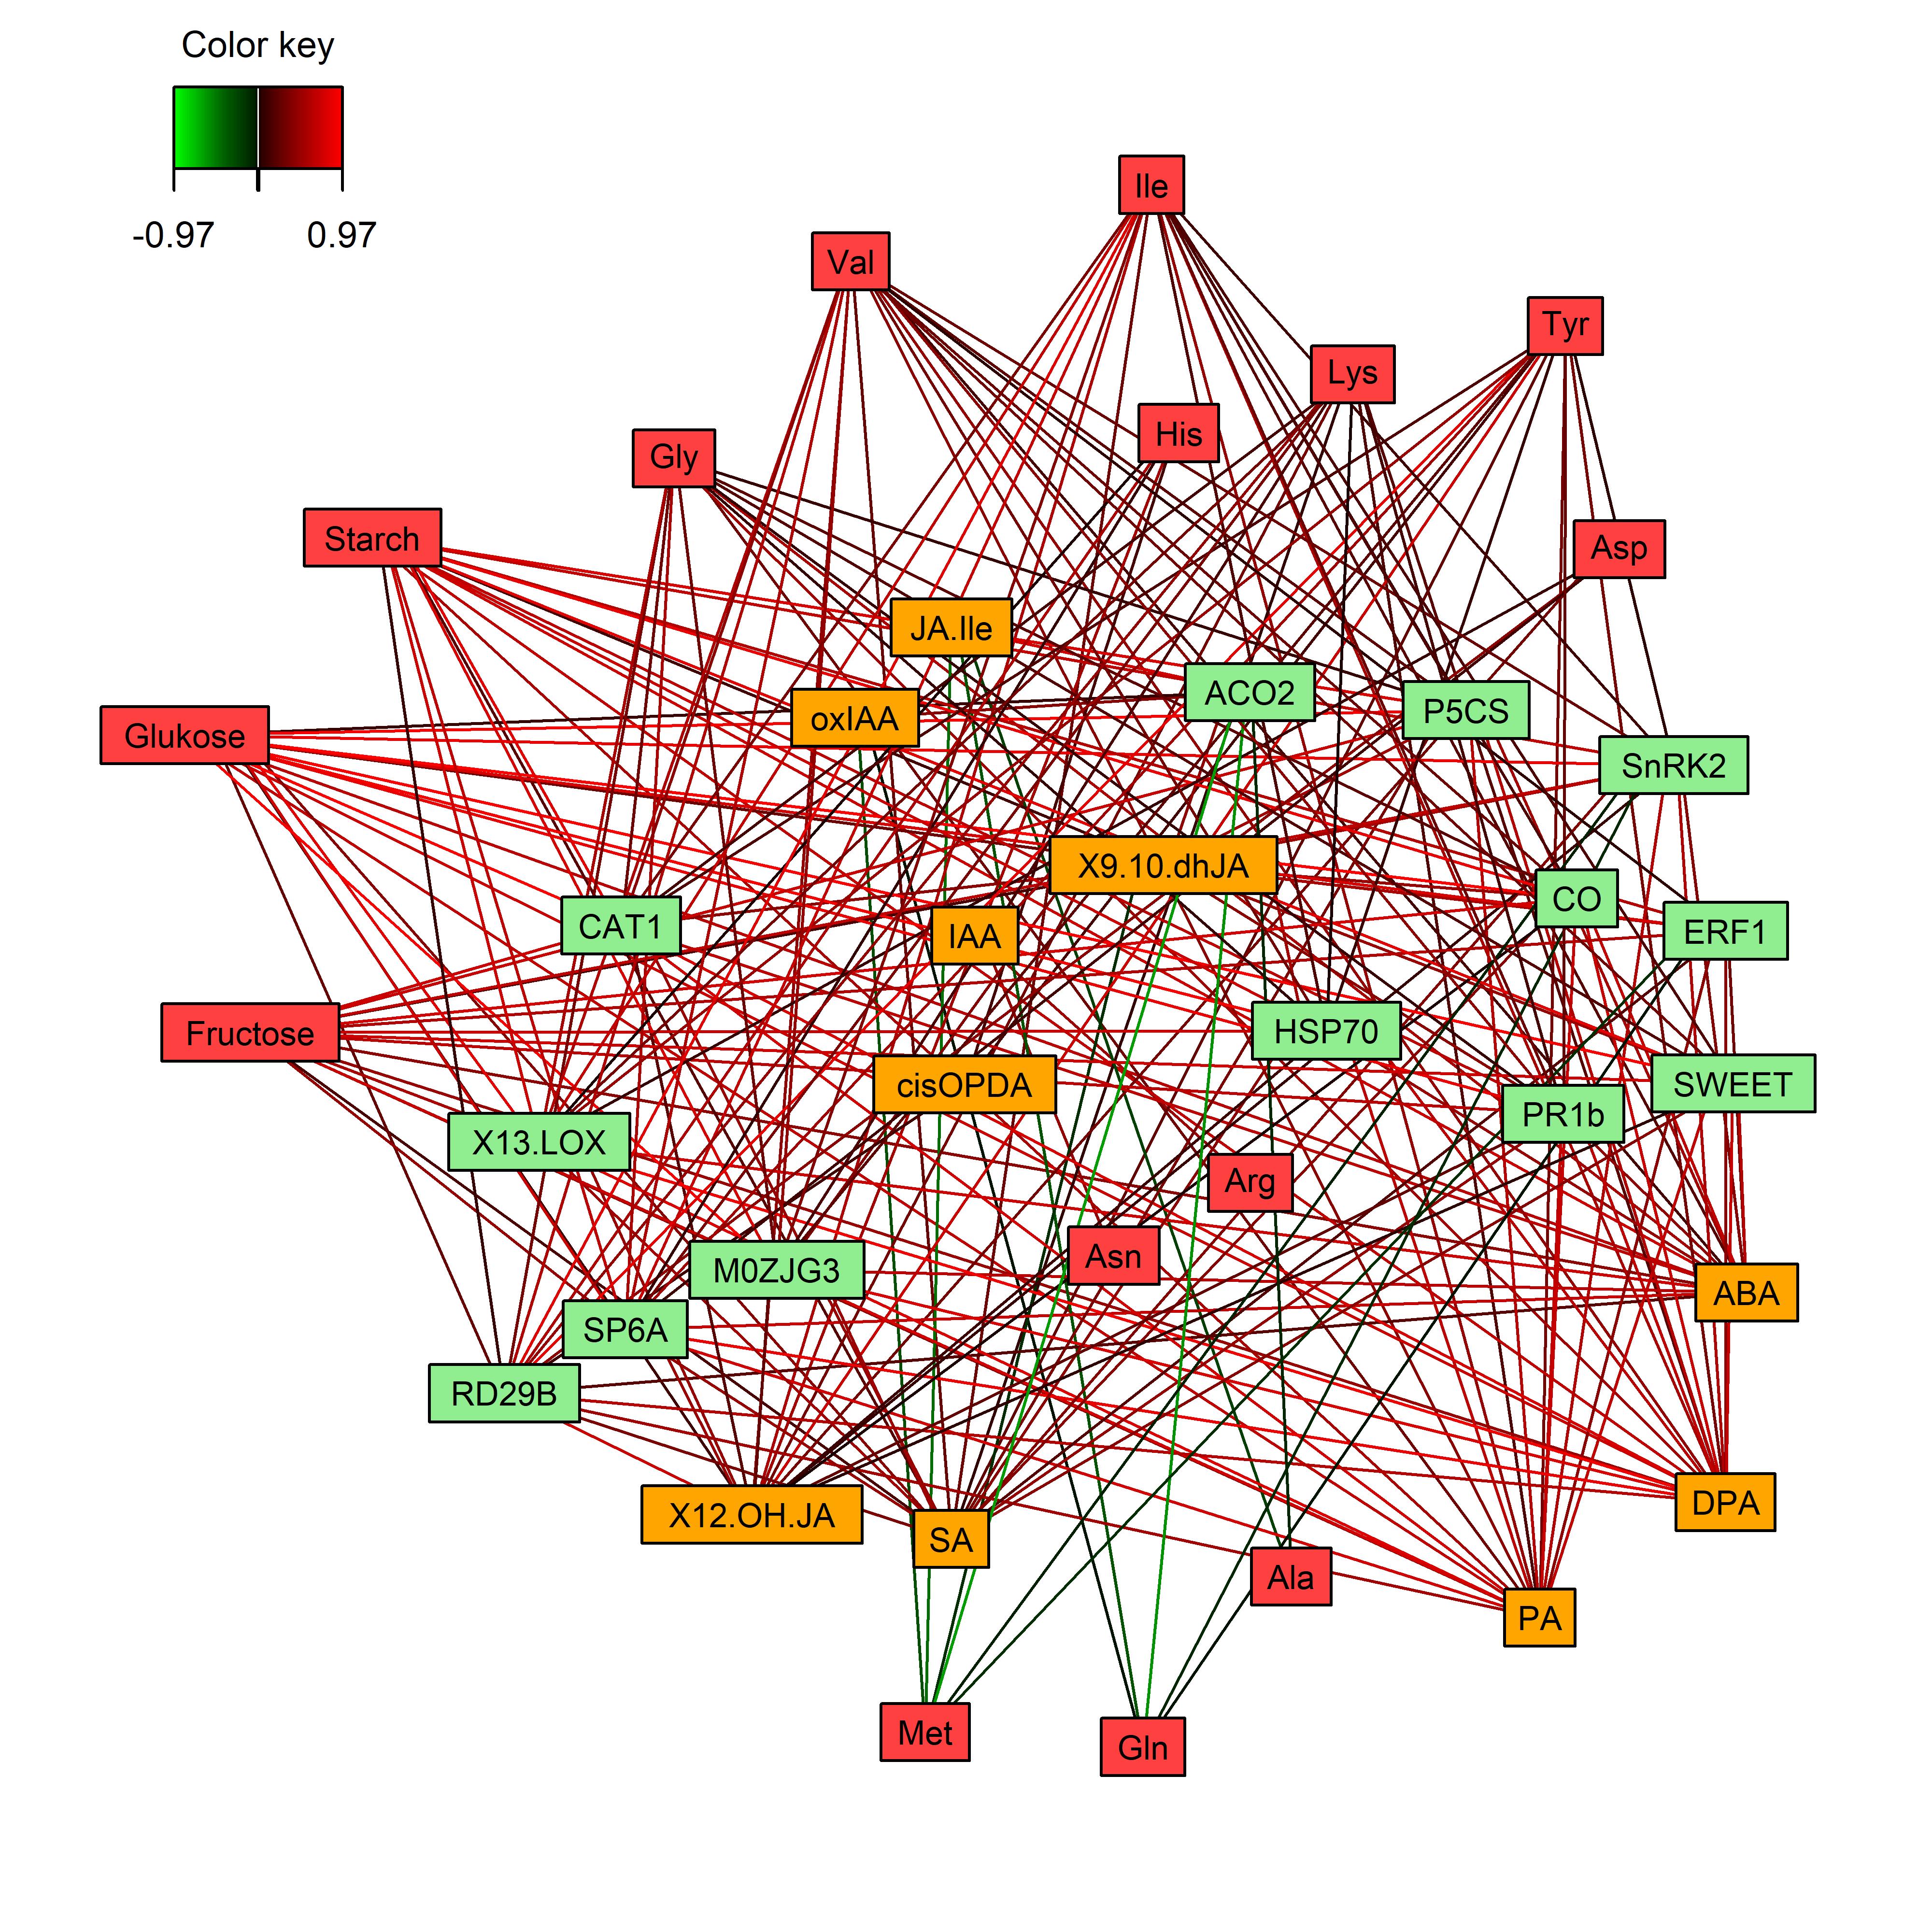 Color key
-0.97 0.97
Ile
Val
Tyr
Lys
His
Gly
Starch
Asp
JA.Ile
ACO2
P5CS
oxIAA
Glukose
SnRK2
X9.10.dhJA
CO
CAT1
IAA
ERF1
Fructose
HSP70
cisOPDA
SWEET
PR1b
X13.LOX
Arg
Asn
M0ZJG3
ABA
SP6A
RD29B
DPA
X12.OH.JA
SA
Ala
PA
Met
Gln